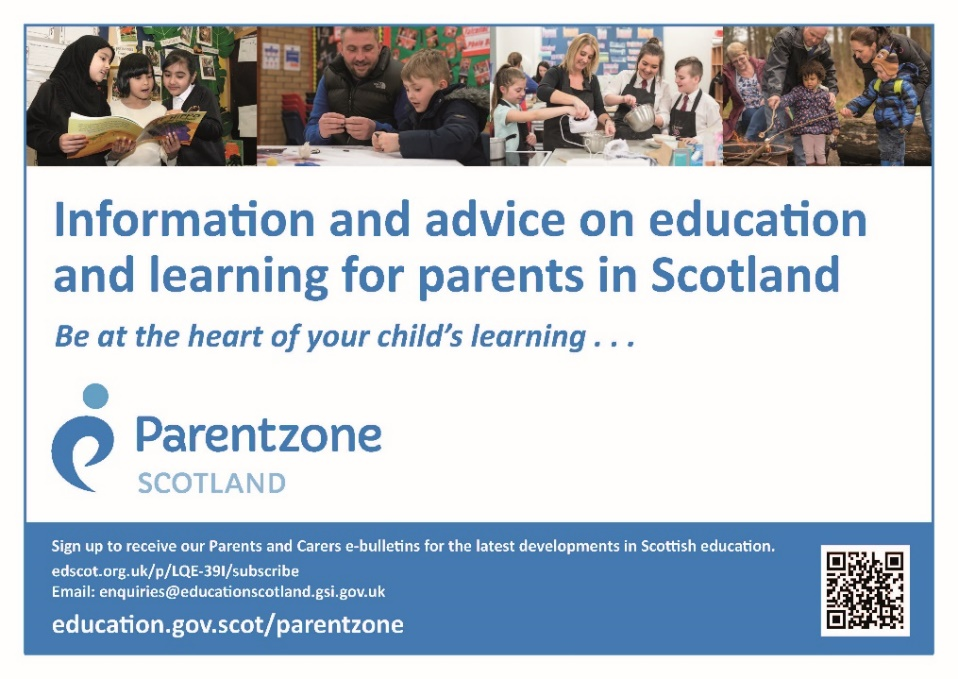 Information and advice on education
and learning for parents in Scotland
Be at the heart of your child's learning . . .
Parentzone
SCOTLAND
Sign up to receive our Parents and Carers e-bulletins for the latest developments in Scottish education.
edscot.org.uk/p/LQE-39I/subscribe
Email: enquiries@educationscotland.gsi.gov.uk
education.gov.scot/parentzone